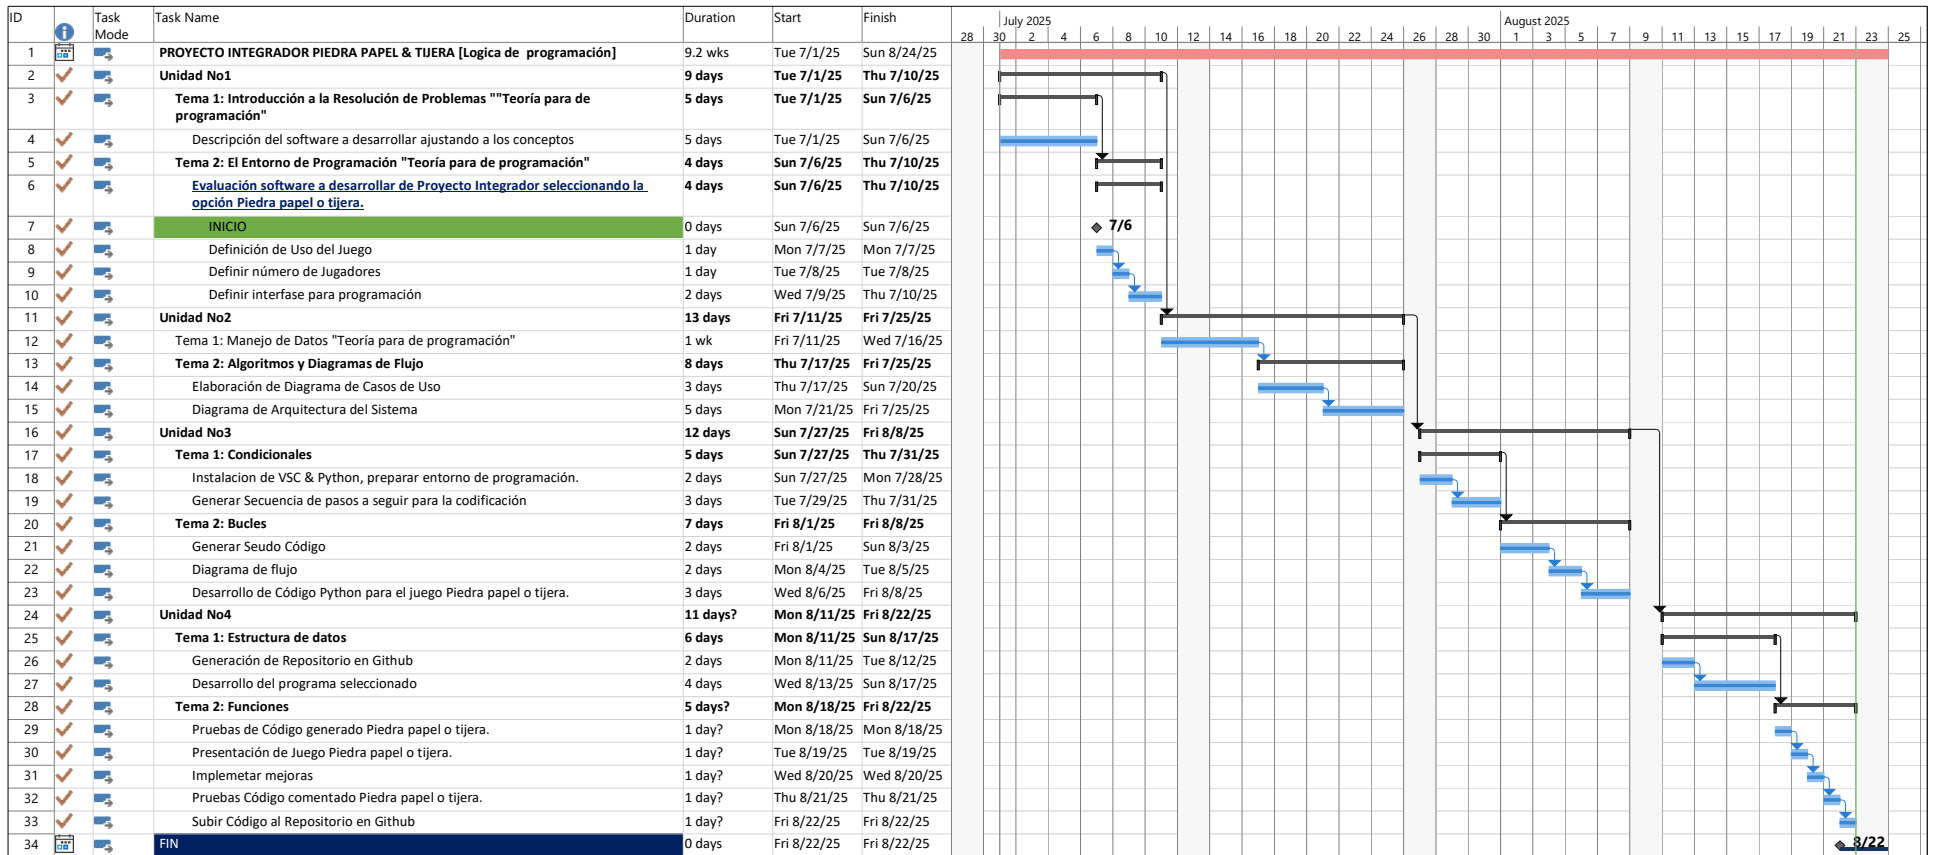 ID Task Mode Task Name Duration Start Finish July 2025 August 2025
28 30 2 4 6 8 10 12 14 16 18 20 22 24 26 28 30 1 3 5 7 9 11 13 15 17 19 21 23 25
1 PROYECTO INTEGRADOR PIEDRA PAPEL & TIJERA [Logica de programación] 9.2 wks Tue 7/1/25 Sun 8/24/25
2 Unidad No1 9 days Tue 7/1/25 Thu 7/10/25
3 Tema 1: Introducción a la Resolución de Problemas ""Teoría para de 5 days Tue 7/1/25 Sun 7/6/25
programación"
4 Descripción del software a desarrollar ajustando a los conceptos 5 days Tue 7/1/25 Sun 7/6/25
5 Tema 2: El Entorno de Programación "Teoría para de programación" 4 days Sun 7/6/25 Thu 7/10/25
6 Evaluación software a desarrollar de Proyecto Integrador seleccionando la 4 days Sun 7/6/25 Thu 7/10/25
opción Piedra papel o tijera.
7 INICIO 0 days Sun 7/6/25 Sun 7/6/25 7/6
8 Definición de Uso del Juego 1 day Mon 7/7/25 Mon 7/7/25
9 Definir número de Jugadores 1 day Tue 7/8/25 Tue 7/8/25
10 Definir interfase para programación 2 days Wed 7/9/25 Thu 7/10/25
11 Unidad No2 13 days Fri 7/11/25 Fri 7/25/25
12 Tema 1: Manejo de Datos "Teoría para de programación" 1 wk Fri 7/11/25 Wed 7/16/25
13 Tema 2: Algoritmos y Diagramas de Flujo 8 days Thu 7/17/25 Fri 7/25/25
14 Elaboración de Diagrama de Casos de Uso 3 days Thu 7/17/25 Sun 7/20/25
15 Diagrama de Arquitectura del Sistema 5 days Mon 7/21/25 Fri 7/25/25
16 Unidad No3 12 days Sun 7/27/25 Fri 8/8/25
17 Tema 1: Condicionales 5 days Sun 7/27/25 Thu 7/31/25
18 Instalacion de VSC & Python, preparar entorno de programación. 2 days Sun 7/27/25 Mon 7/28/25
19 Generar Secuencia de pasos a seguir para la codificación 3 days Tue 7/29/25 Thu 7/31/25
20 Tema 2: Bucles 7 days Fri 8/1/25 Fri 8/8/25
21 Generar Seudo Código 2 days Fri 8/1/25 Sun 8/3/25
22 Diagrama de flujo 2 days Mon 8/4/25 Tue 8/5/25
23 Desarrollo de Código Python para el juego Piedra papel o tijera. 3 days Wed 8/6/25 Fri 8/8/25
24 Unidad No4 11 days? Mon 8/11/25 Fri 8/22/25
25 Tema 1: Estructura de datos 6 days Mon 8/11/25 Sun 8/17/25
26 Generación de Repositorio en Github 2 days Mon 8/11/25 Tue 8/12/25
27 Desarrollo del programa seleccionado 4 days Wed 8/13/25 Sun 8/17/25
28 Tema 2: Funciones 5 days? Mon 8/18/25 Fri 8/22/25
29 Pruebas de Código generado Piedra papel o tijera. 1 day? Mon 8/18/25 Mon 8/18/25
30 Presentación de Juego Piedra papel o tijera. 1 day? Tue 8/19/25 Tue 8/19/25
31 Implemetar mejoras 1 day? Wed 8/20/25 Wed 8/20/25
32 Pruebas Código comentado Piedra papel o tijera. 1 day? Thu 8/21/25 Thu 8/21/25
33 Subir Código al Repositorio en Github 1 day? Fri 8/22/25 Fri 8/22/25
34 FIN 0 days Fri 8/22/25 Fri 8/22/25 8/22